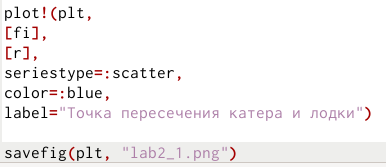 plot!(plt,
[fi],
[r],
seriestype=:scatter,
color=:blue,
label="Точка пересечения катера и лодки")
savefig(plt, "lab2_1.png")